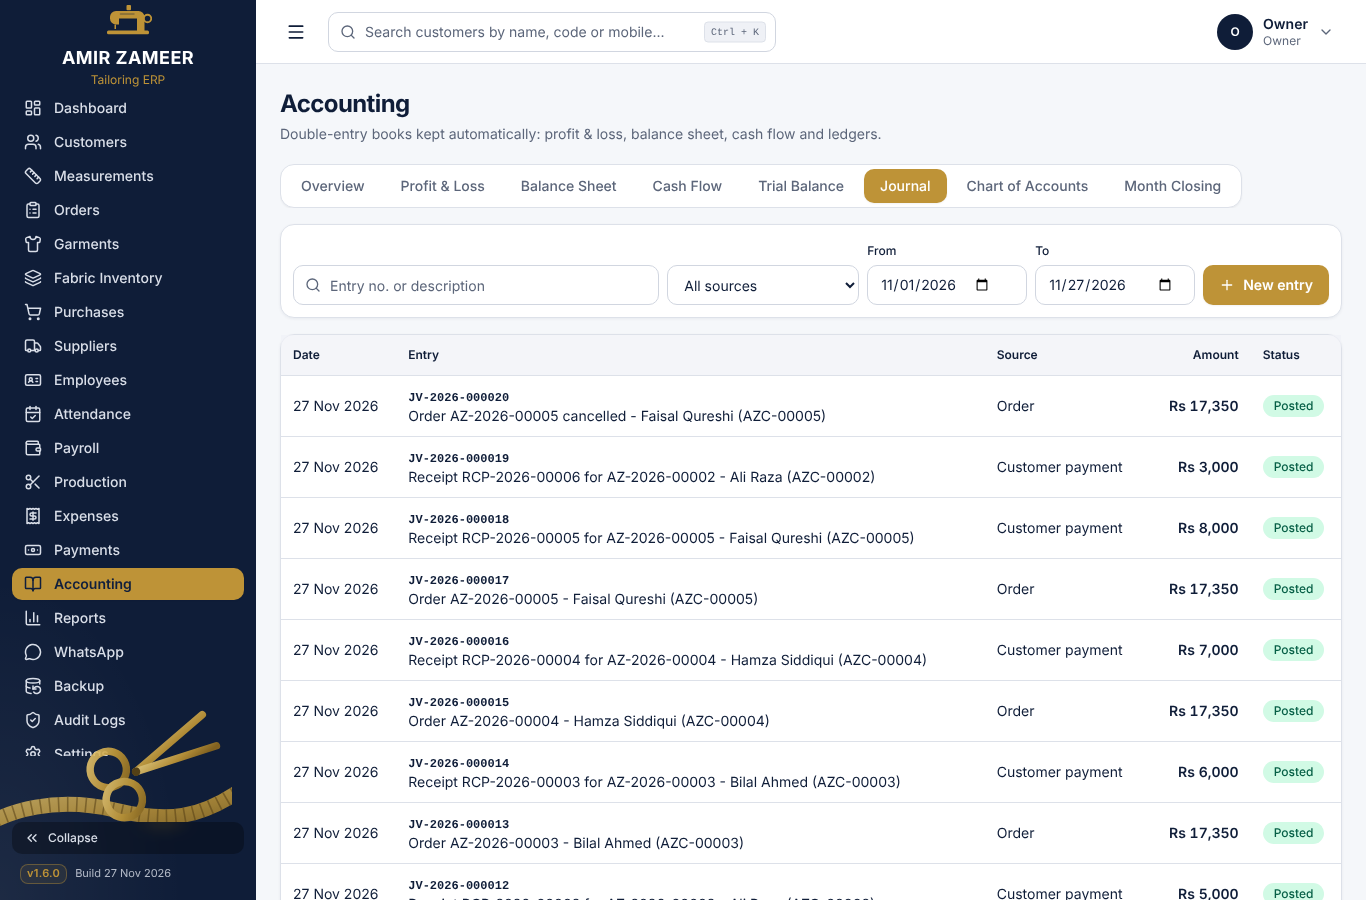 AMIR ZAMEER
Tailoring ERP
Dashboard
Customers
Measurements
Orders
Garments
Fabric Inventory
Purchases
Suppliers
Employees
Attendance
Payroll
Production
Expenses
Payments
Accounting
Reports
WhatsApp
Backup
Audit Logs
Settings
Collapse
v1.6.0 Build 27 Nov 2026
Search customers by name, code or mobile... Ctrl + K
O
Owner
Owner
Accounting
Double-entry books kept automatically: profit & loss, balance sheet, cash flow and ledgers.
Overview Profit & Loss Balance Sheet Cash Flow Trial Balance Journal Chart of Accounts Month Closing
From To
Entry no. or description All sources 11/01/2026 11/27/2026 + New entry
Date Entry Source Amount Status
JV-2026-000020
27 Nov 2026 Order AZ-2026-00005 cancelled - Faisal Qureshi (AZC-00005) Order Rs 17,350 Posted
JV-2026-000019
27 Nov 2026 Receipt RCP-2026-00006 for AZ-2026-00002 - Ali Raza (AZC-00002) Customer payment Rs 3,000 Posted
JV-2026-000018
27 Nov 2026 Receipt RCP-2026-00005 for AZ-2026-00005 - Faisal Qureshi (AZC-00005) Customer payment Rs 8,000 Posted
JV-2026-000017
27 Nov 2026 Order AZ-2026-00005 - Faisal Qureshi (AZC-00005) Order Rs 17,350 Posted
JV-2026-000016
27 Nov 2026 Receipt RCP-2026-00004 for AZ-2026-00004 - Hamza Siddiqui (AZC-00004) Customer payment Rs 7,000 Posted
JV-2026-000015
27 Nov 2026 Order AZ-2026-00004 - Hamza Siddiqui (AZC-00004) Order Rs 17,350 Posted
JV-2026-000014
27 Nov 2026 Receipt RCP-2026-00003 for AZ-2026-00003 - Bilal Ahmed (AZC-00003) Customer payment Rs 6,000 Posted
JV-2026-000013
27 Nov 2026 Order AZ-2026-00003 - Bilal Ahmed (AZC-00003) Order Rs 17,350 Posted
JV-2026-000012
27 Nov 2026 Customer payment Rs 5,000 Posted